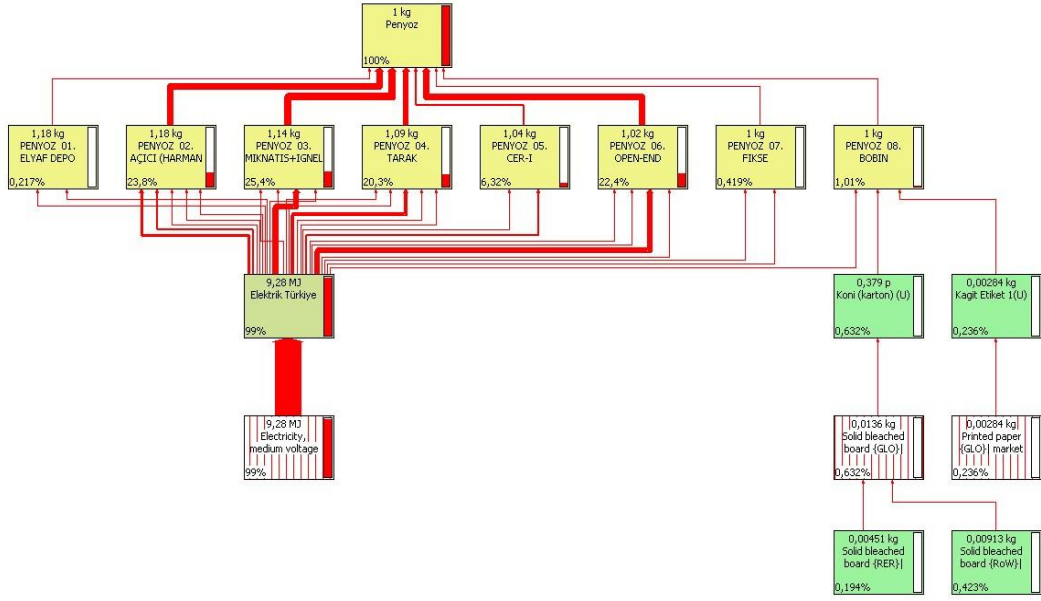 1 kg
Penyoz
100%
1,18 kg
PENYOZ 01.
ELYAF DEPO
0,217%
1,18 kg
PENYOZ 02.
AÇICI (HARMAN
23,8%
1,14 kg
PENYOZ 03.
MIKNATIS+IGNEL
25,4%
1,09 kg
PENYOZ 04.
TARAK
20,3%
1,04 kg
PENYOZ 05.
CER-I
6,32%
1,02 kg
PENYOZ 06.
OPEN-END
22,4%
1 kg
PENYOZ 07.
FIKSE
0,419%
1 kg
PENYOZ 08.
BOBIN
1,01%
9,28 MJ
Elektrik Türkiye
99%
0,379 p
Koni (karton) (U)
0,632%
0,00284 kg
Kagit Etiket 1(U)
0,236%
9,28 MJ
Electricity,
medium voltage
99%
0,0136 kg
Solid bleached
board {GLO}|
0,632%
0,00284 kg
Printed paper
{GLO}| market
0,236%
0,00451 kg
Solid bleached
board {RER}|
0,194%
0,00913 kg
Solid bleached
board {RoW}|
0,423%